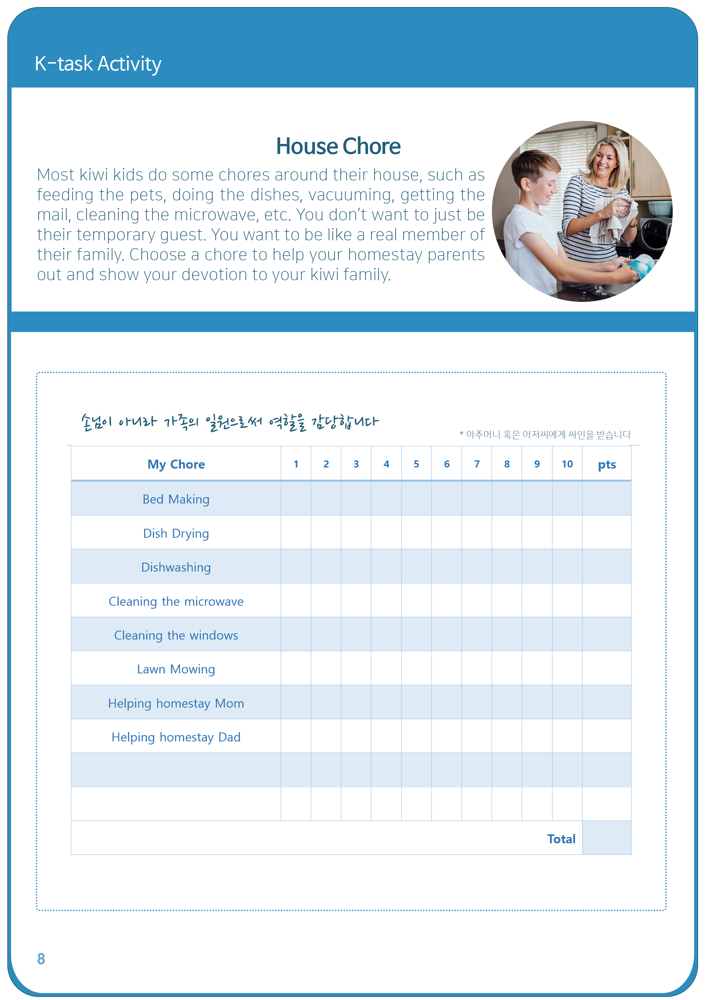 K-task Activity
House Chore
Most kiwi kids do some chores around their house, such as
feeding the pets, doing the dishes, vacuuming, getting the
mail, cleaning the microwave, etc. You don’t want to just be
their temporary guest. You want to be like a real member of
their family. Choose a chore to help your homestay parents
out and show your devotion to your kiwi family.
손님이 아니라 가족의 일원으로써 역할을 감당합니다
* 아주머니 혹은 아저씨에게 싸인을 받습니다
My Chore 1 2 3 4 5 6 7 8 9 10 pts
Bed Making
Dish Drying
Dishwashing
Cleaning the microwave
Cleaning the windows
Lawn Mowing
Helping homestay Mom
Helping homestay Dad
Total
8